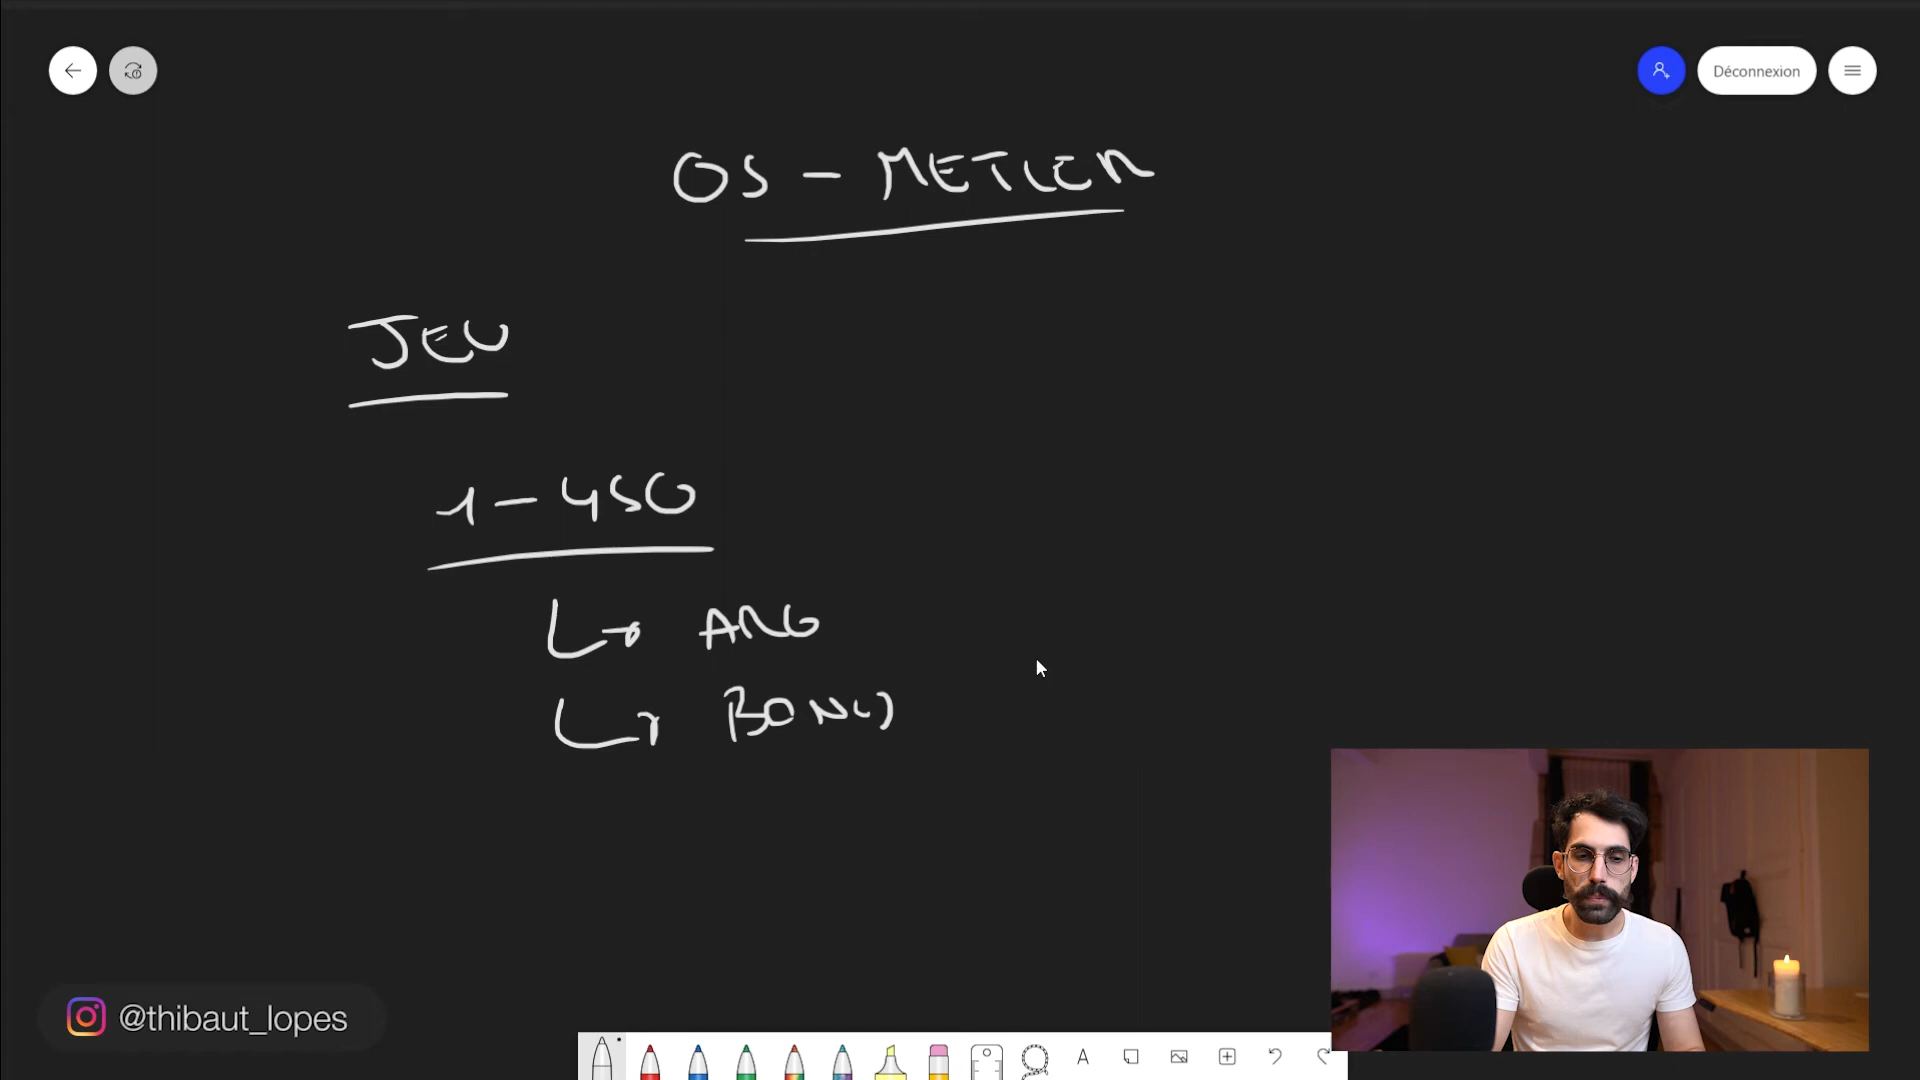 Déconnexion
OS - METIER
JEU
1 - 450
↳ ARG
↳ BONUS
@thibaut_lopes
A